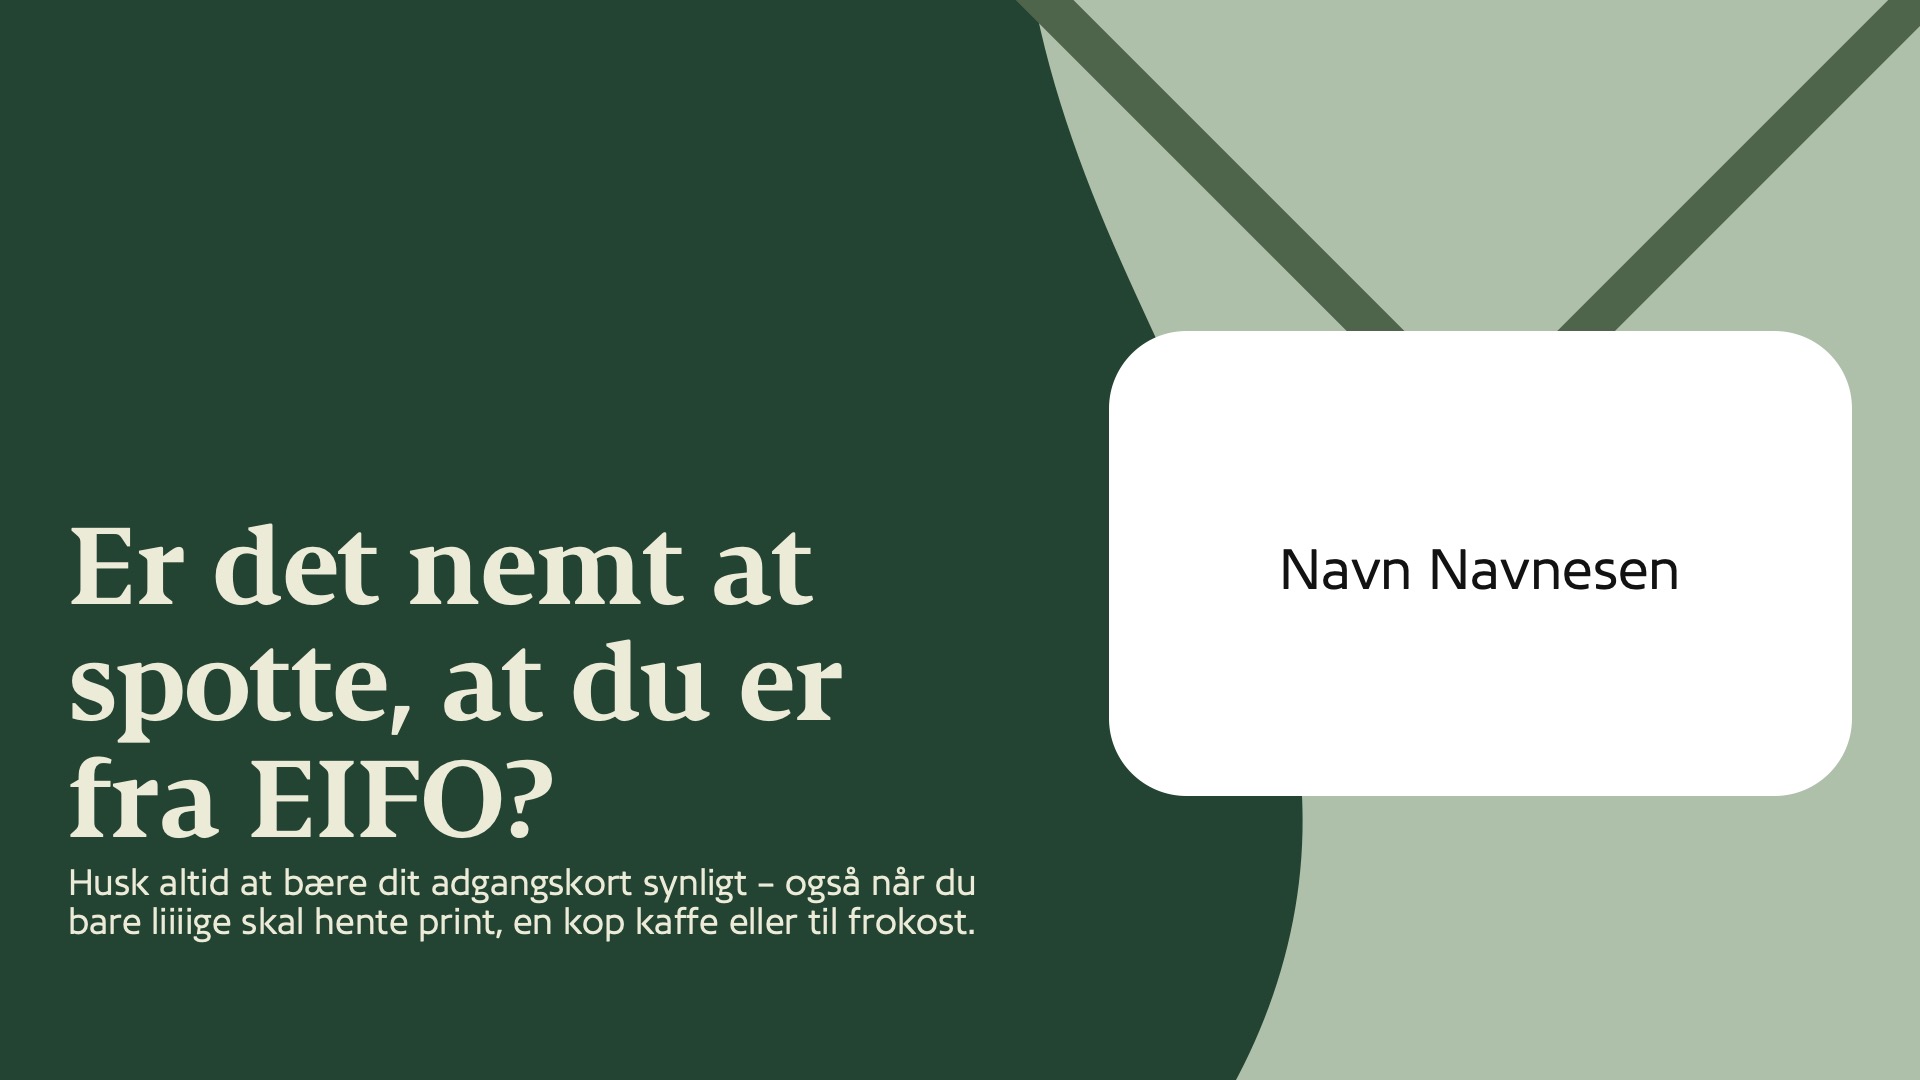 Er det nemt at
spotte, at du er
fra EIFO?
Husk altid at bære dit adgangskort synligt – også når du
bare liiiige skal hente print, en kop kaffe eller til frokost.
Navn Navnesen